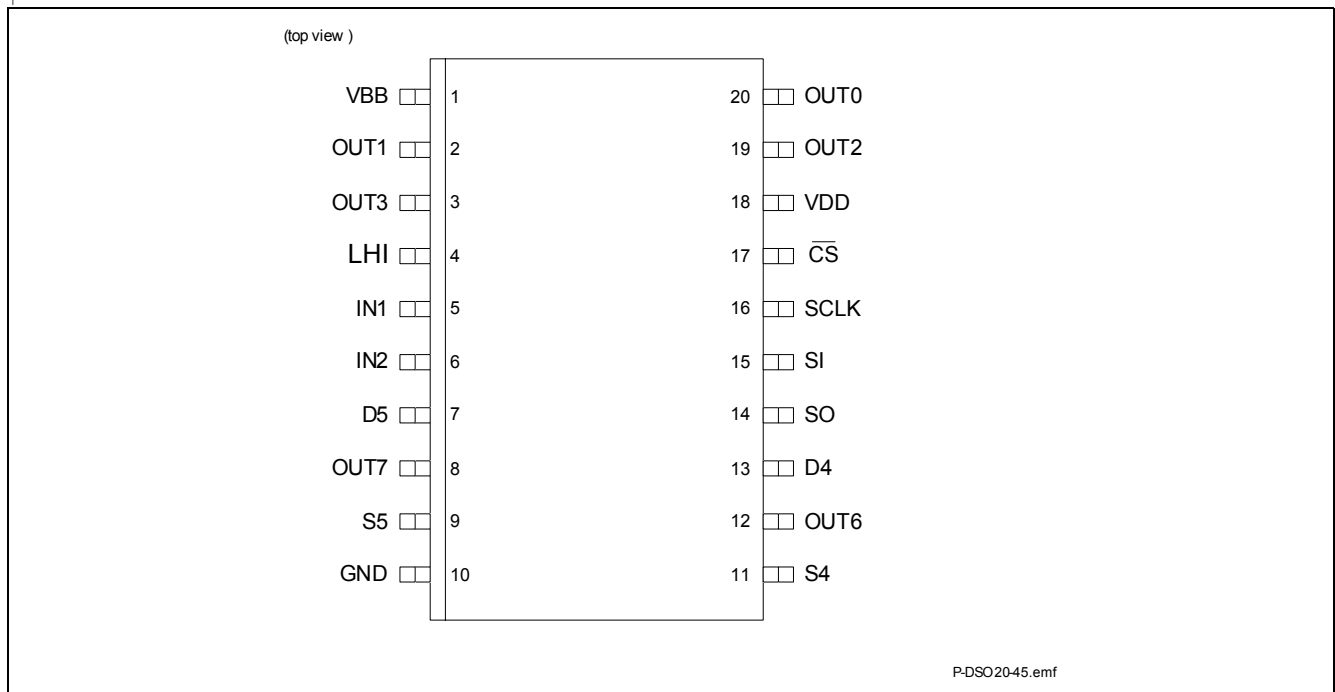 (top view )
VBB 1 20 OUT0
OUT1 2 19 OUT2
OUT3 3 18 VDD
LHI 4 17 C̅S̅
IN1 5 16 SCLK
IN2 6 15 SI
D5 7 14 SO
OUT7 8 13 D4
S5 9 12 OUT6
GND 10 11 S4
P-DSO20-45.emf